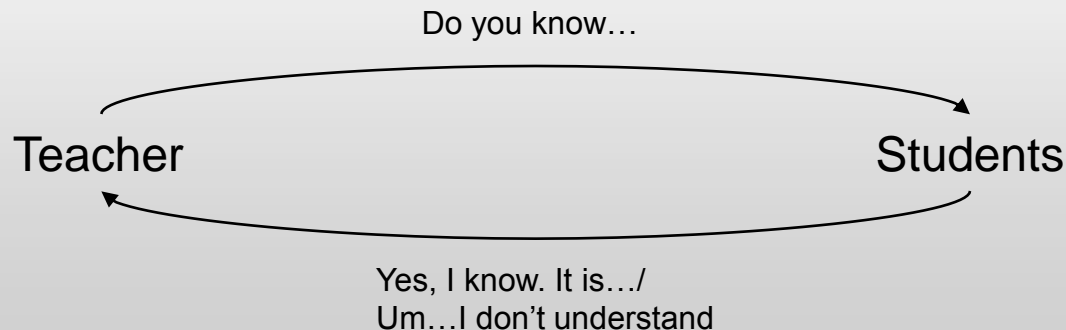 Do you know…
Teacher
Students
Yes, I know. It is…/
Um…I don’t understand